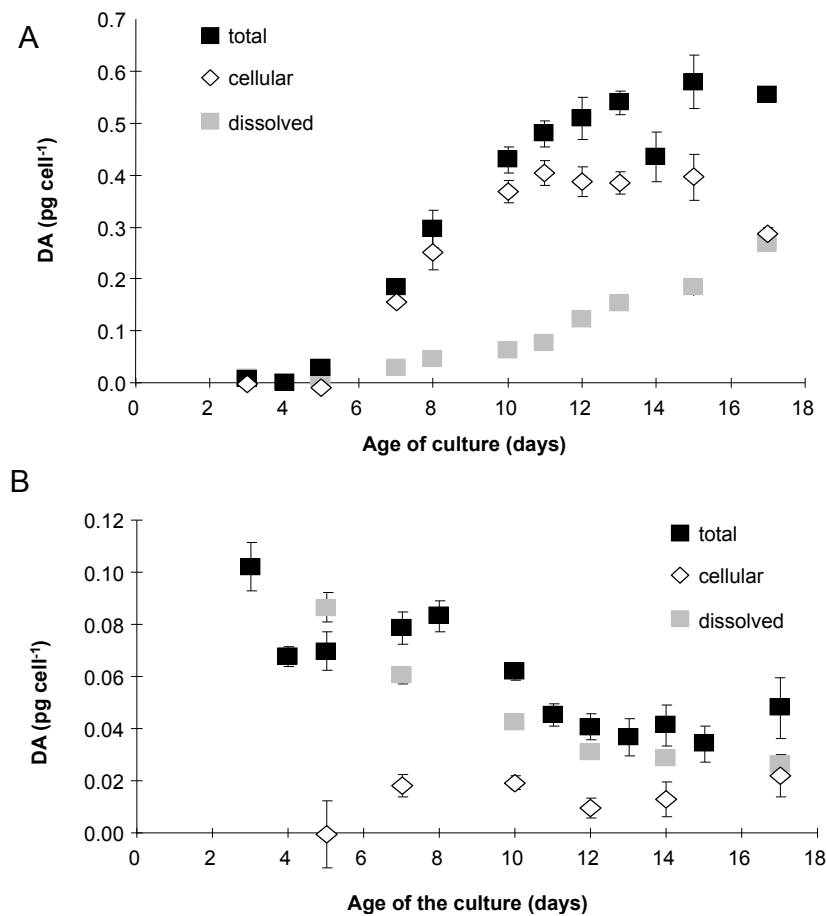 A
0.7
total
0.6
cellular
0.5
dissolved
0.4
0.3
0.2
0.1
0.0
DA (pg cell⁻¹)
0 2 4 6 8 10 12 14 16 18
Age of culture (days)
B
0.12
total
0.10
cellular
0.08
dissolved
0.06
0.04
0.02
0.00
DA (pg cell⁻¹)
0 2 4 6 8 10 12 14 16 18
Age of the culture (days)